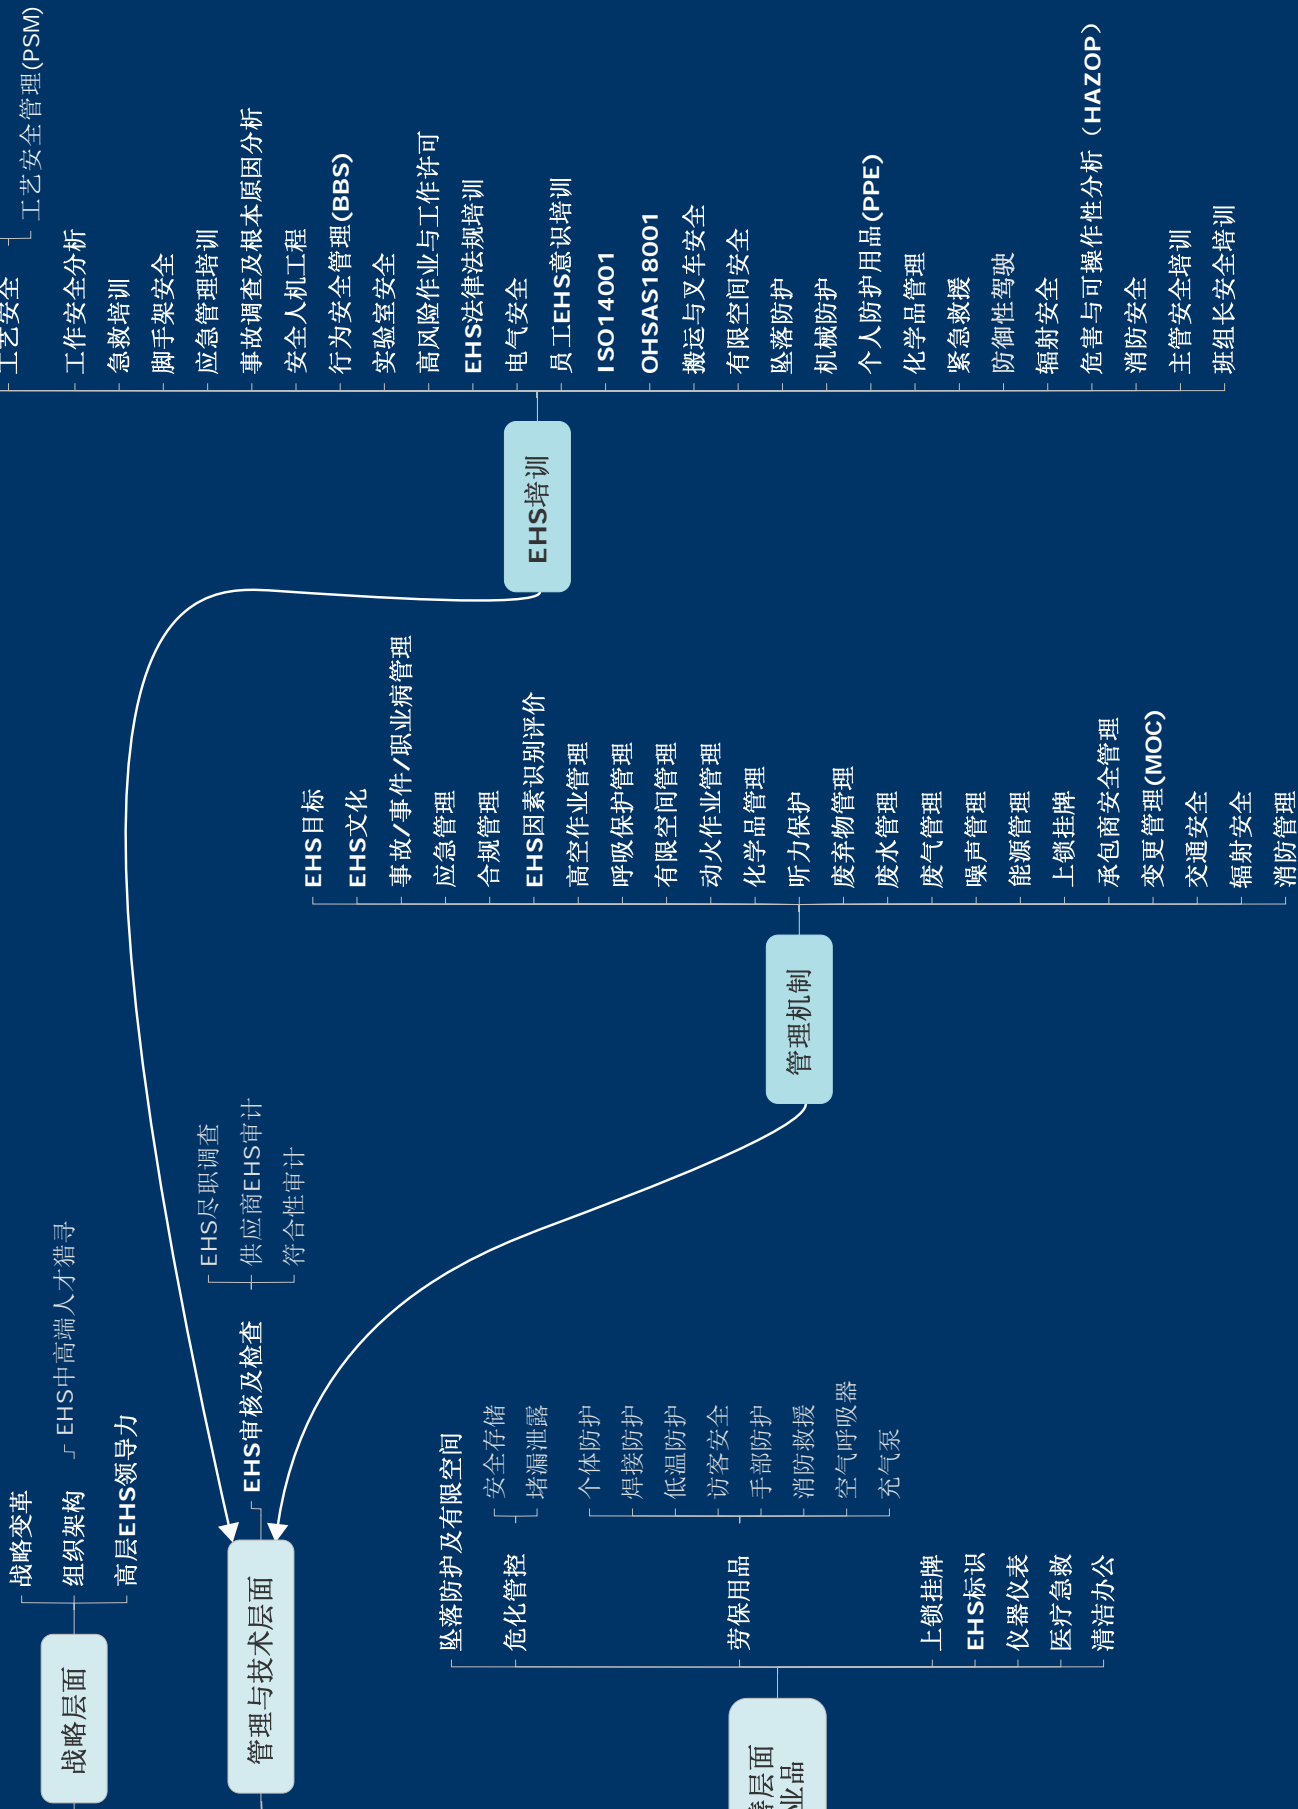 战略层面
战略变革
组织架构
EHS中高端人才猎寻
高层EHS领导力
管理与技术层面
EHS审核及检查
EHS尽职调查
供应商EHS审计
符合性审计
EHS培训
工艺安全
工艺安全管理(PSM)
工作安全分析
急救培训
脚手架安全
应急管理培训
事故调查及根本原因分析
安全人机工程
行为安全管理(BBS)
实验室安全
高风险作业与工作许可
EHS法律法规培训
电气安全
员工EHS意识培训
ISO14001
OHSAS18001
搬运与叉车安全
有限空间安全
坠落防护
机械防护
个人防护用品(PPE)
化学品管理
紧急救援
防御性驾驶
辐射安全
危害与可操作性分析（HAZOP）
消防安全
主管安全培训
班组长安全培训
管理机制
EHS目标
EHS文化
事故/事件/职业病管理
应急管理
合规管理
EHS因素识别评价
高空作业管理
呼吸保护管理
有限空间管理
动火作业管理
化学品管理
听力保护
废弃物管理
废水管理
废气管理
噪声管理
能源管理
上锁挂牌
承包商安全管理
变更管理(MOC)
交通安全
辐射安全
消防管理
层面
业品
坠落防护及有限空间
危化管控
安全存储
堵漏泄露
劳保用品
个体防护
焊接防护
低温防护
访客安全
手部防护
消防救援
空气呼吸器
充气泵
上锁挂牌
EHS标识
仪器仪表
医疗急救
清洁办公